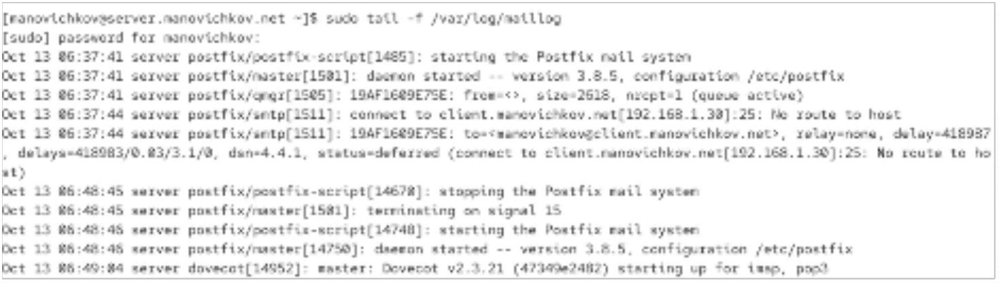 [manovichkov@server.manovichkov.net ~]$ sudo tail -f /var/log/maillog
[sudo] password for manovichkov:
Oct 13 06:37:41 server postfix/postfix-script[1485]: starting the Postfix mail system
Oct 13 06:37:41 server postfix/master[1501]: daemon started -- version 3.8.5, configuration /etc/postfix
Oct 13 06:37:41 server postfix/qmgr[1505]: 19AF1609E75E: from=<>, size=2618, nrcpt=1 (queue active)
Oct 13 06:37:44 server postfix/smtp[1511]: connect to client.manovichkov.net[192.168.1.30]:25: No route to host
Oct 13 06:37:44 server postfix/smtp[1511]: 19AF1609E75E: to=<manovichkov@client.manovichkov.net>, relay=none, delay=418987
, delays=418983/0.03/3.1/0, dsn=4.4.1, status=deferred (connect to client.manovichkov.net[192.168.1.30]:25: No route to ho
st)
Oct 13 06:48:45 server postfix/postfix-script[14670]: stopping the Postfix mail system
Oct 13 06:48:45 server postfix/master[1501]: terminating on signal 15
Oct 13 06:48:46 server postfix/postfix-script[14748]: starting the Postfix mail system
Oct 13 06:48:46 server postfix/master[14750]: daemon started -- version 3.8.5, configuration /etc/postfix
Oct 13 06:49:04 server dovecot[14952]: master: Dovecot v2.3.21 (47349e2482) starting up for imap, pop3